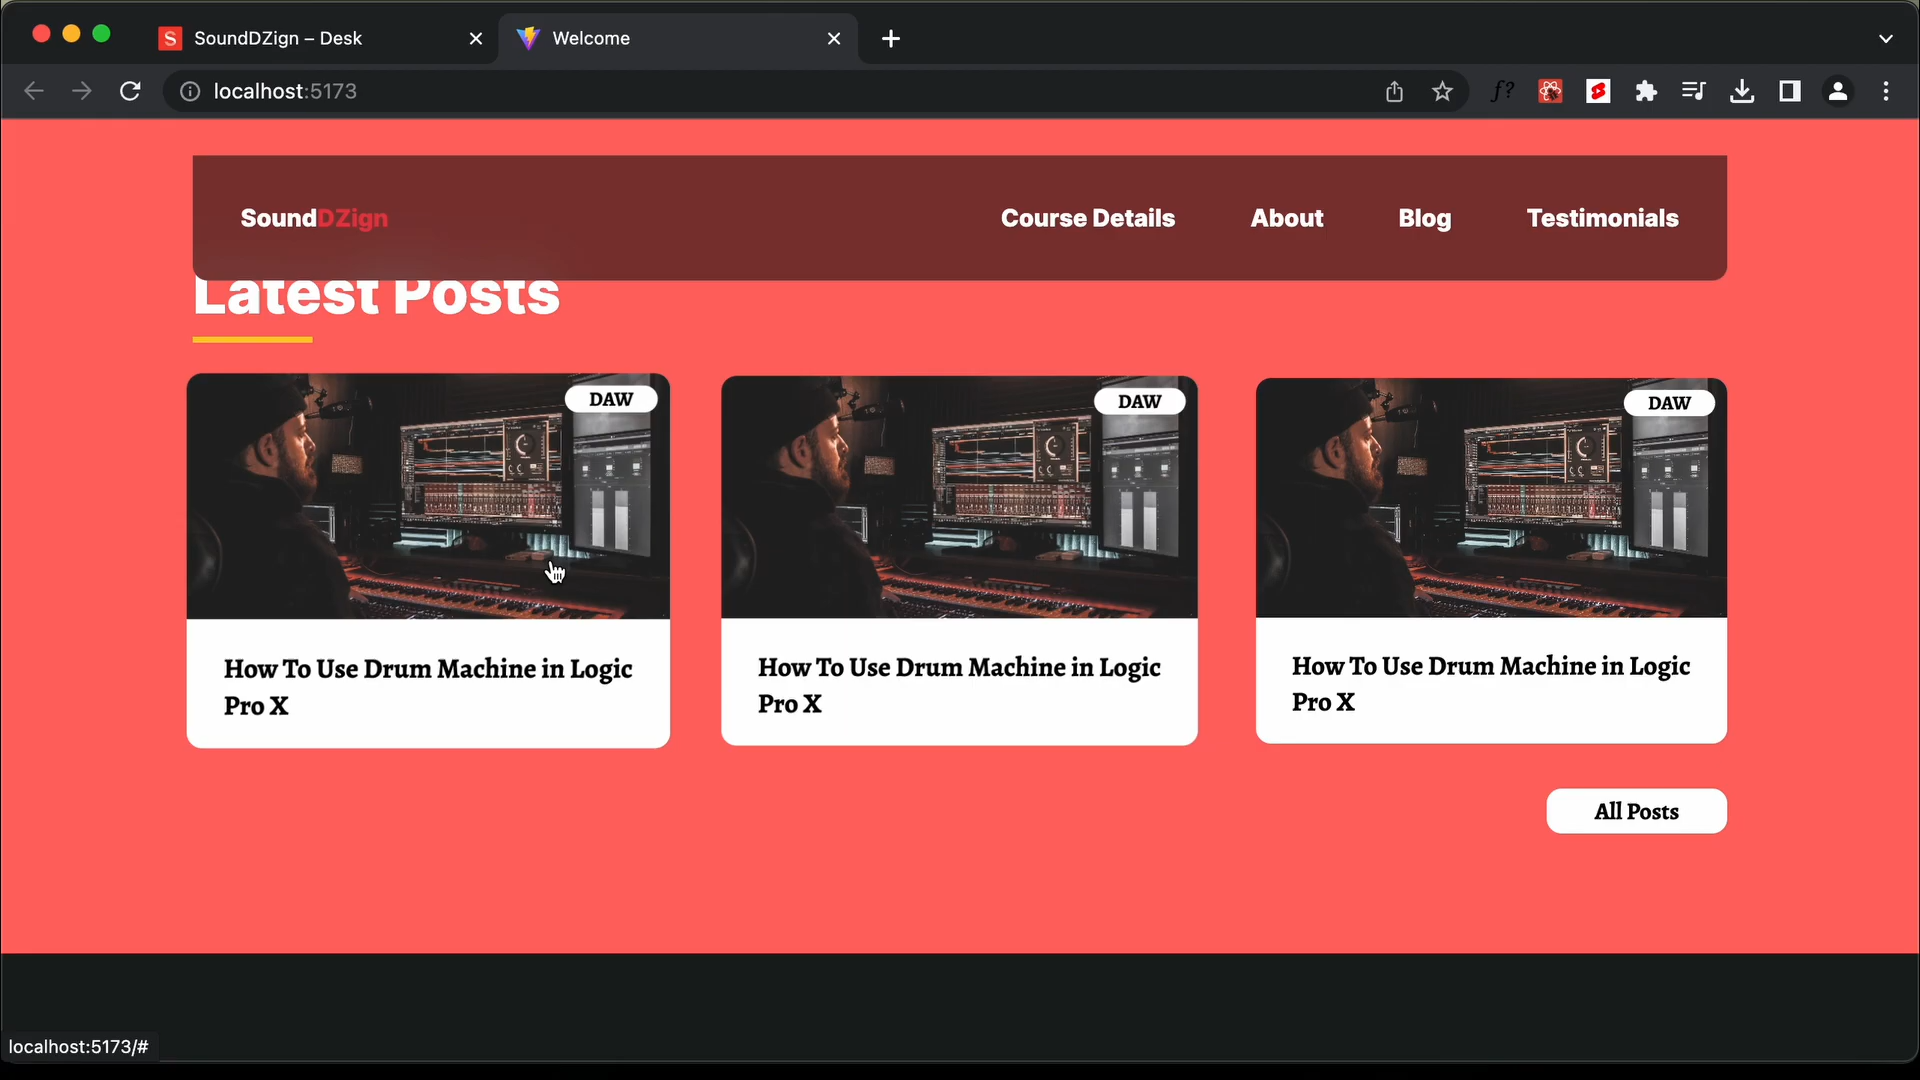 SoundDZign – Desk
Welcome
localhost:5173
f?
SoundDZign
Course Details
About
Blog
Testimonials
Latest Posts
DAW
DAW
DAW
How To Use Drum Machine in Logic
Pro X
How To Use Drum Machine in Logic
Pro X
How To Use Drum Machine in Logic
Pro X
All Posts
localhost:5173/#